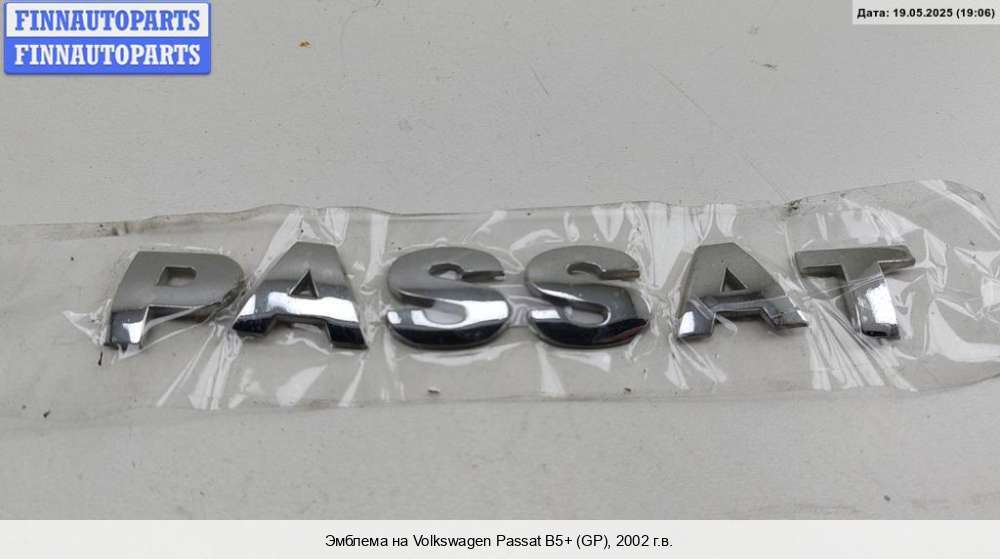 FINNAUTOPARTS
FINNAUTOPARTS
Дата: 19.05.2025 (19:06)
PASSAT
Эмблема на Volkswagen Passat B5+ (GP), 2002 г.в.